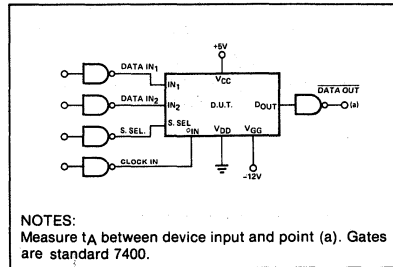 +5V
DATA IN1
IN1
VCC
DATA OUT
DATA IN2
IN2
D.U.T.
DOUT
(a)
S. SEL.
S. SEL
φIN
VDD
VGG
CLOCK IN
-12V
NOTES:
Measure tA between device input and point (a). Gates
are standard 7400.